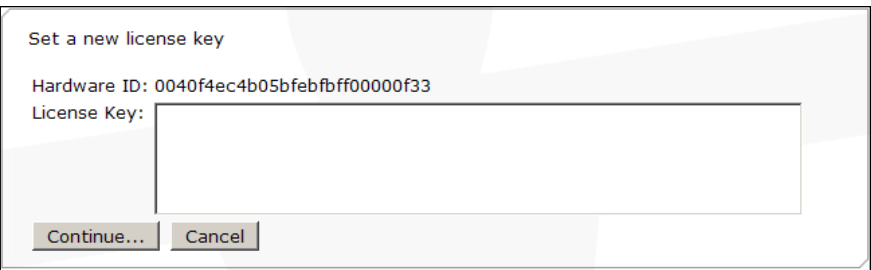 Set a new license key
Hardware ID: 0040f4ec4b05bfebfbff00000f33
License Key:
Continue... Cancel